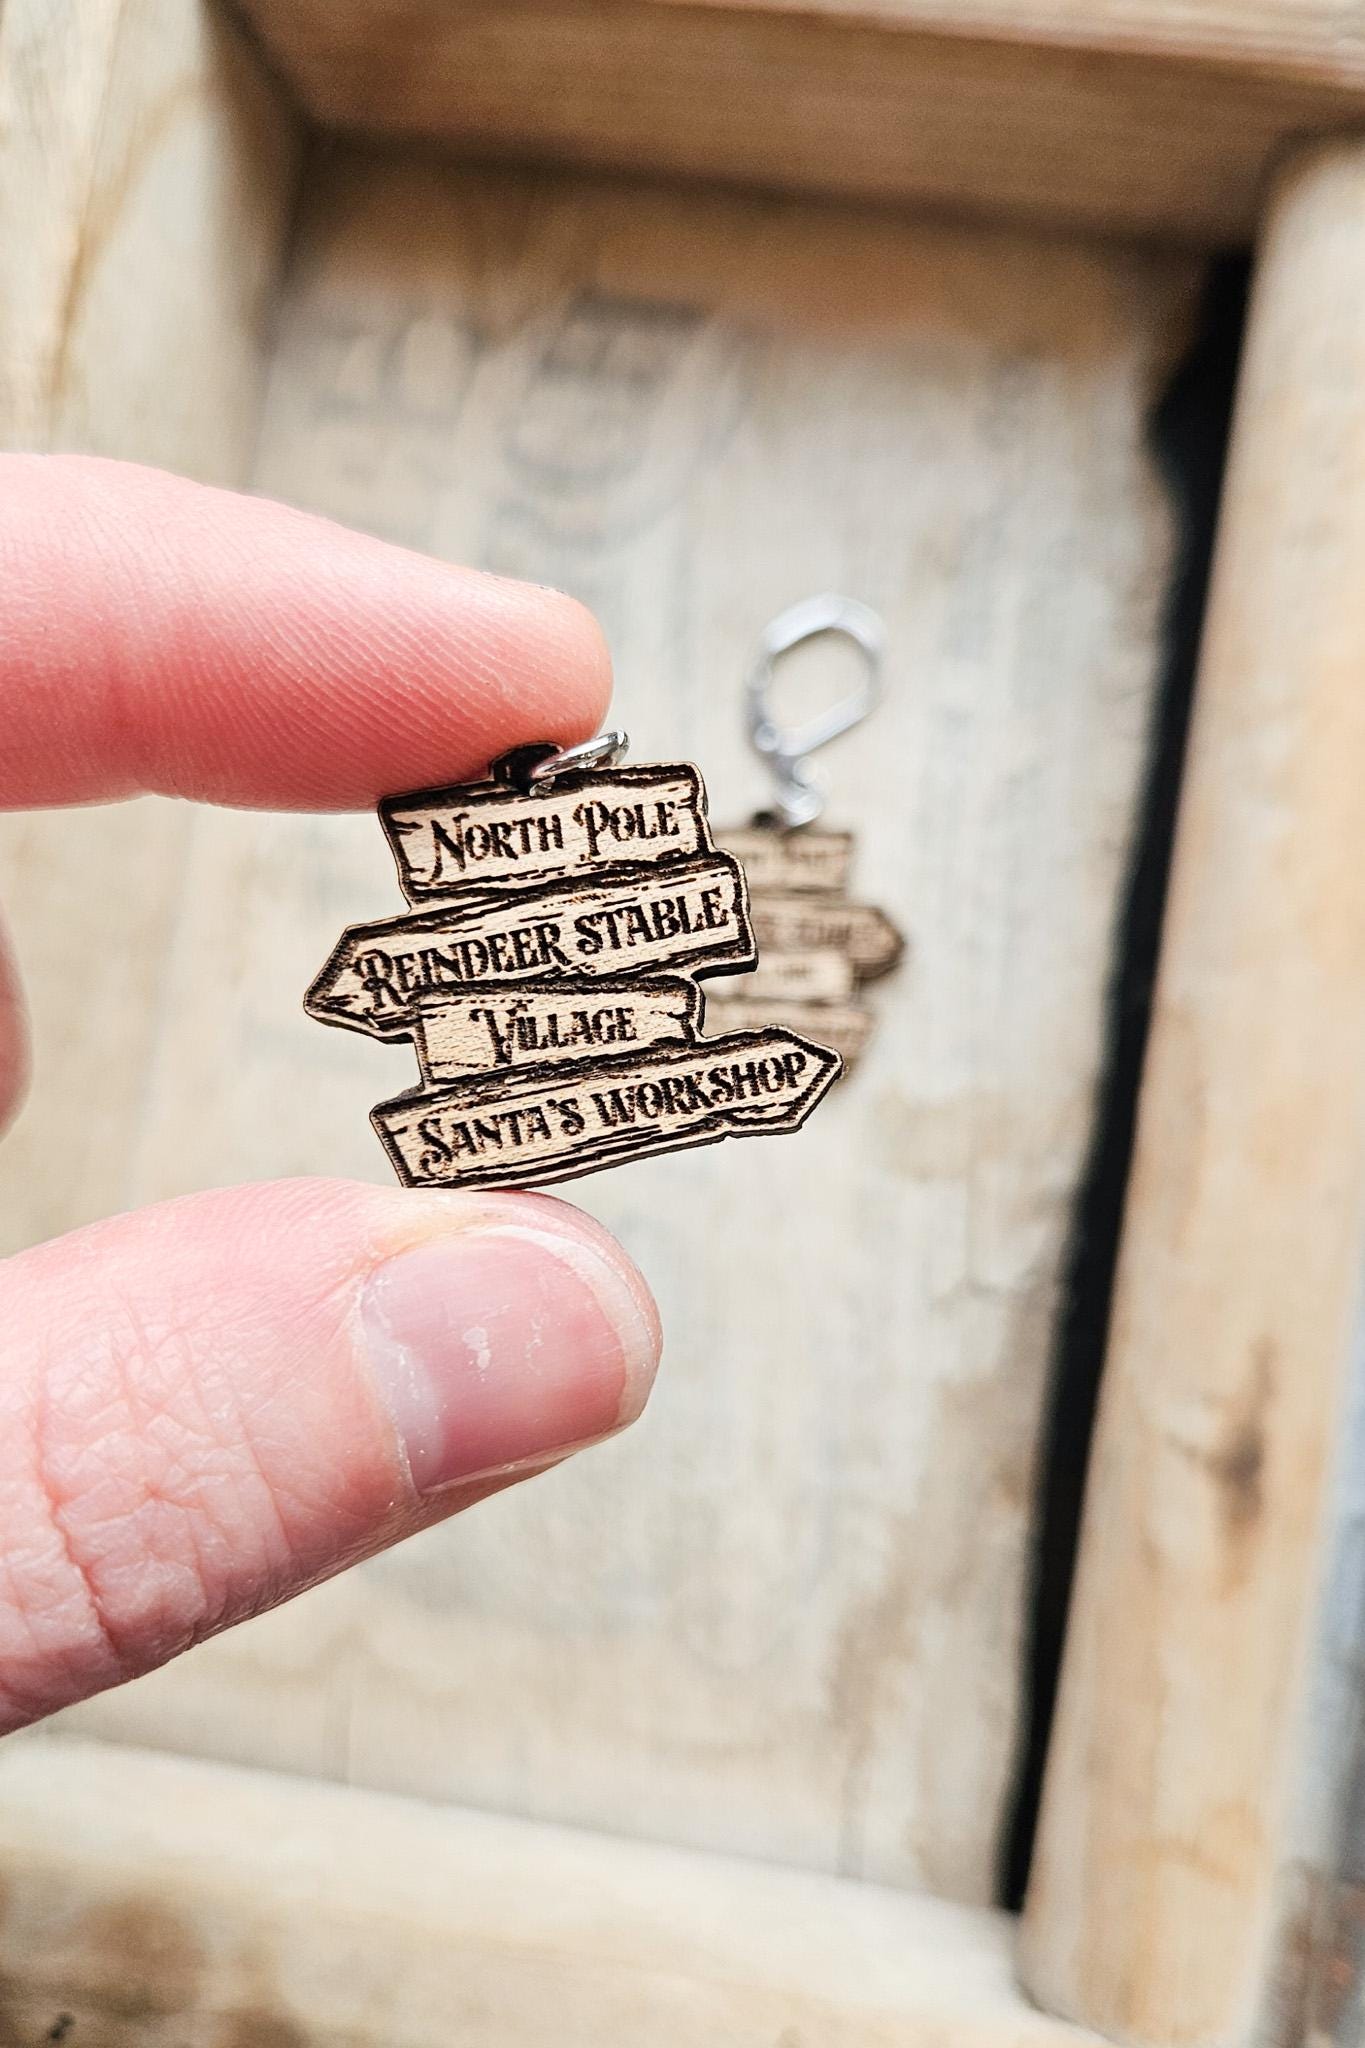 North Pole
Reindeer Stable
Village
Santa's Workshop